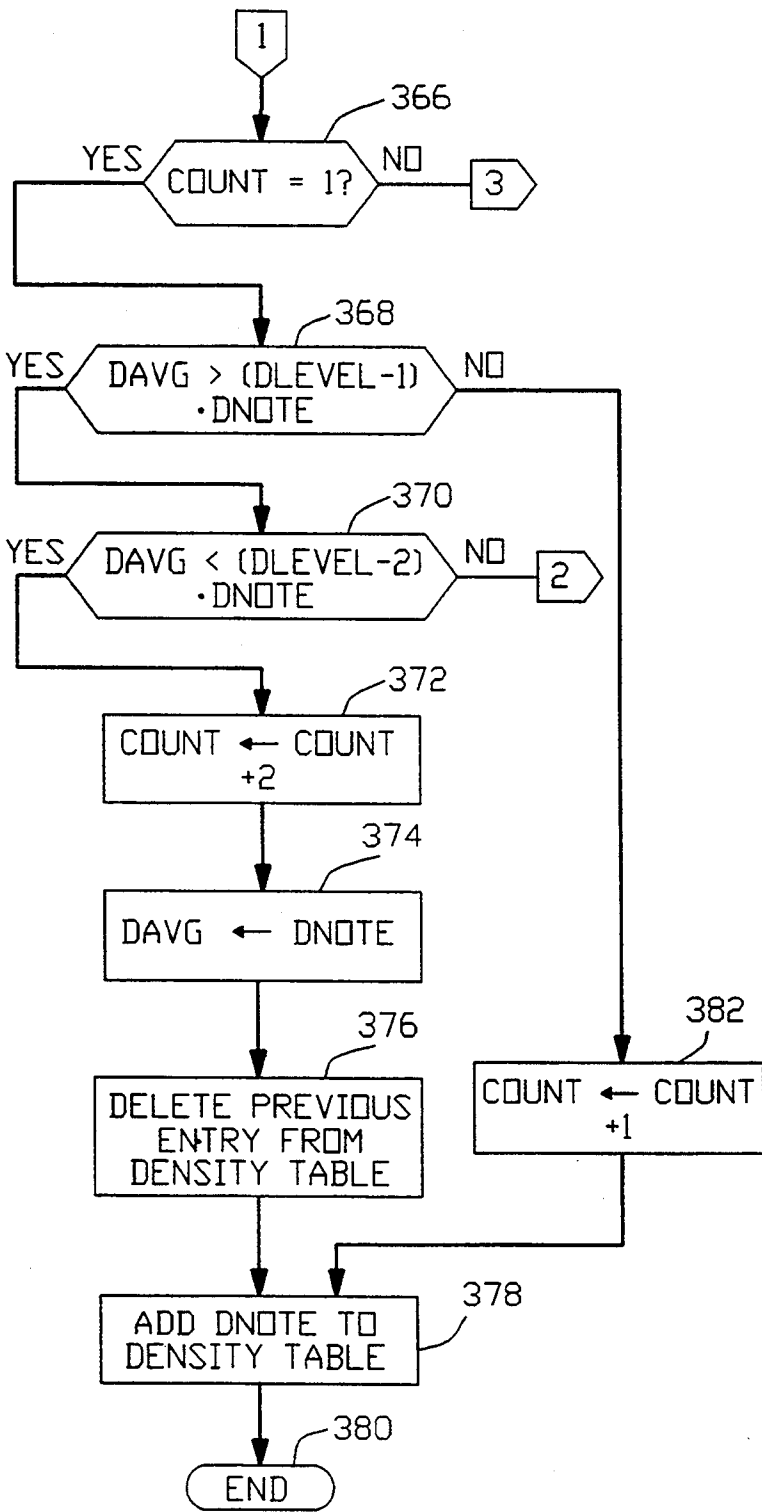 1
366
YES
NO
COUNT = 1?
3
368
YES
NO
DAVG > (DLEVEL-1)
·DNOTE
370
YES
NO
DAVG < (DLEVEL-2)
·DNOTE
2
372
COUNT ← COUNT
+2
374
DAVG ← DNOTE
376
382
DELETE PREVIOUS
ENTRY FROM
DENSITY TABLE
COUNT ← COUNT
+1
378
ADD DNOTE TO
DENSITY TABLE
380
END